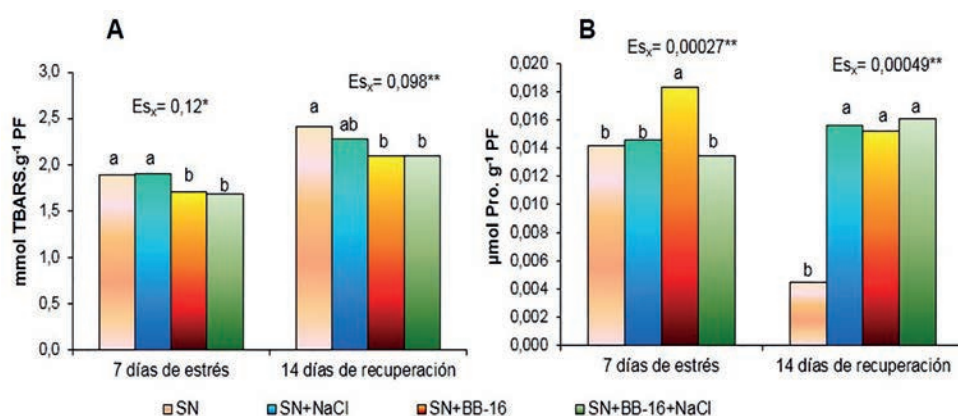 A
Esx= 0,12*
Esx= 0,098**
mmol TBARS.g-1 PF
3,0
2,5
2,0
1,5
1,0
0,5
0,0
a a b b
a ab b b
7 días de estrés
14 días de recuperación
B
Esx= 0,00027**
Esx= 0,00049**
µmol Pro. g-1 PF
0,020
0,018
0,016
0,014
0,012
0,010
0,008
0,006
0,004
0,002
0,000
b b a b
b a a a
7 días de estrés
14 días de recuperación
SN SN+NaCl SN+BB-16 SN+BB-16+NaCl